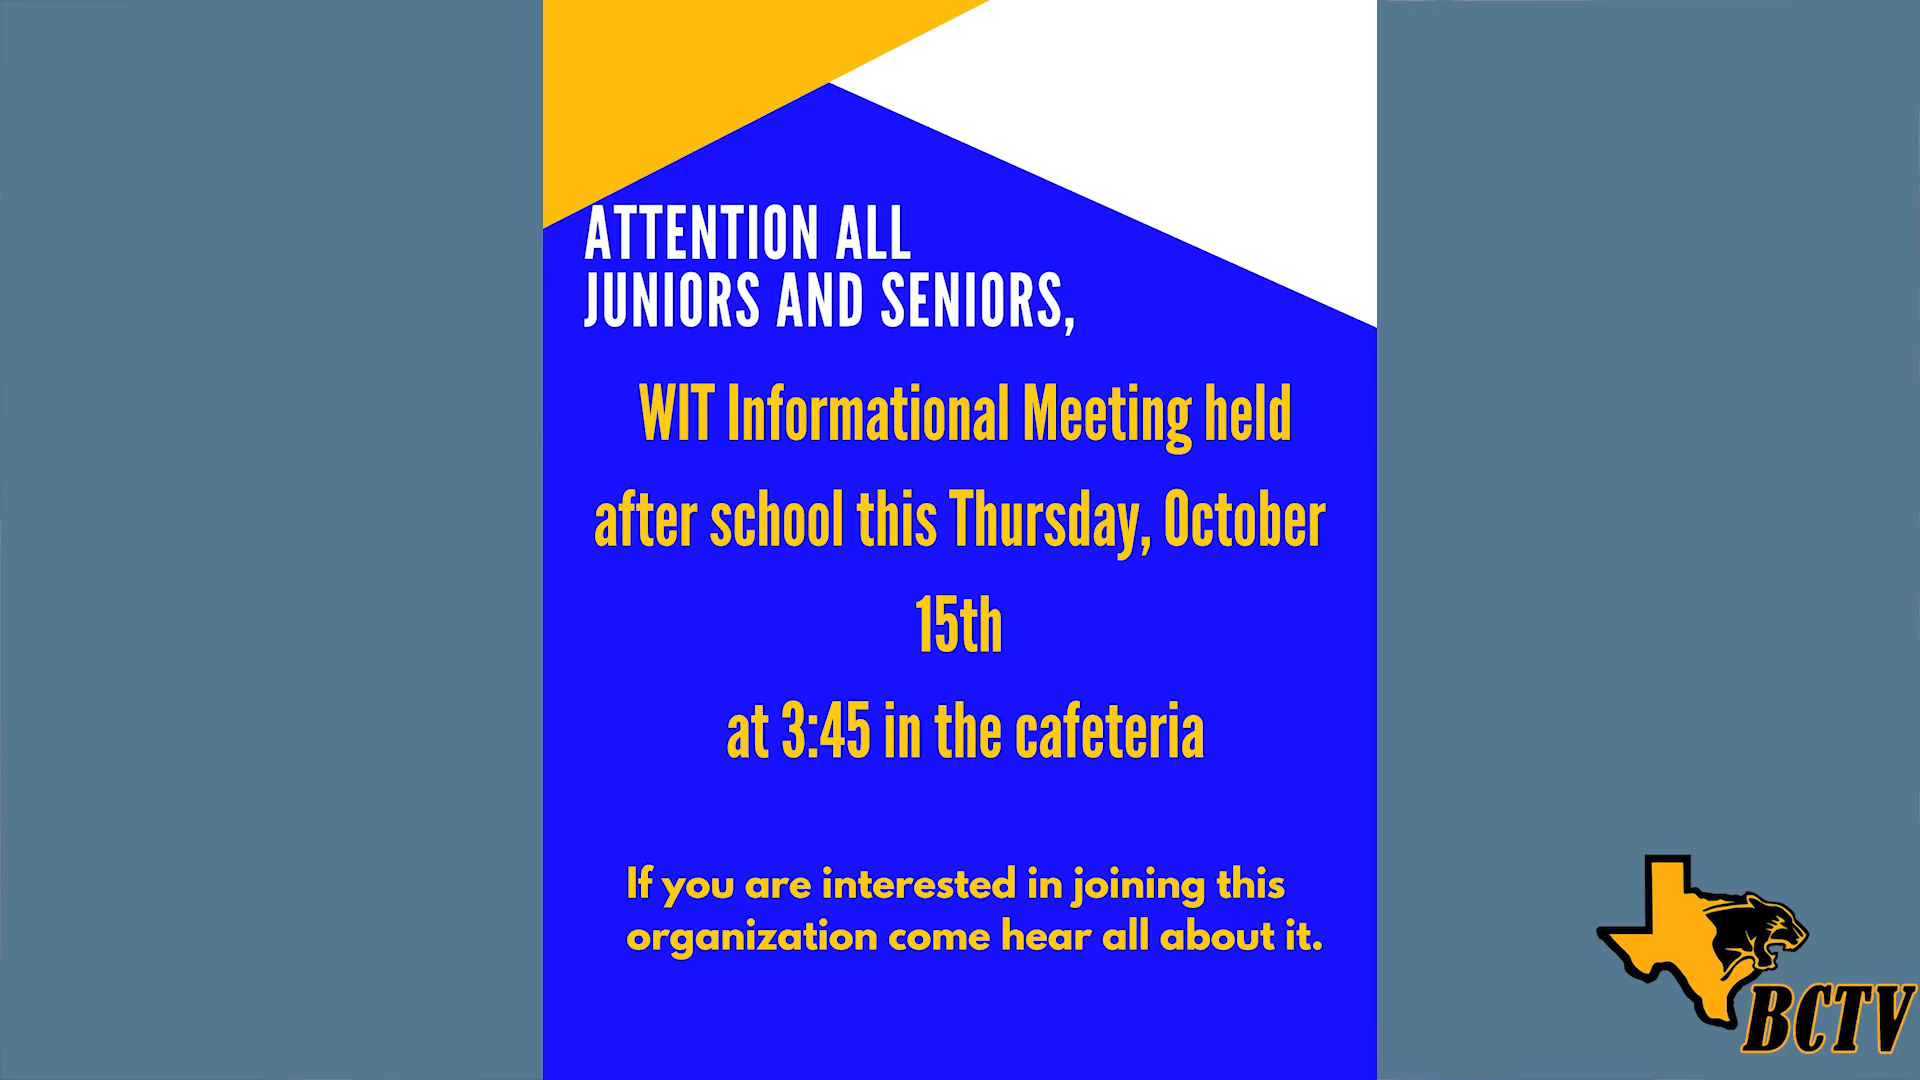 ATTENTION ALL
JUNIORS AND SENIORS,
WIT Informational Meeting held
after school this Thursday, October
15th
at 3:45 in the cafeteria
If you are interested in joining this
organization come hear all about it.
BCTV